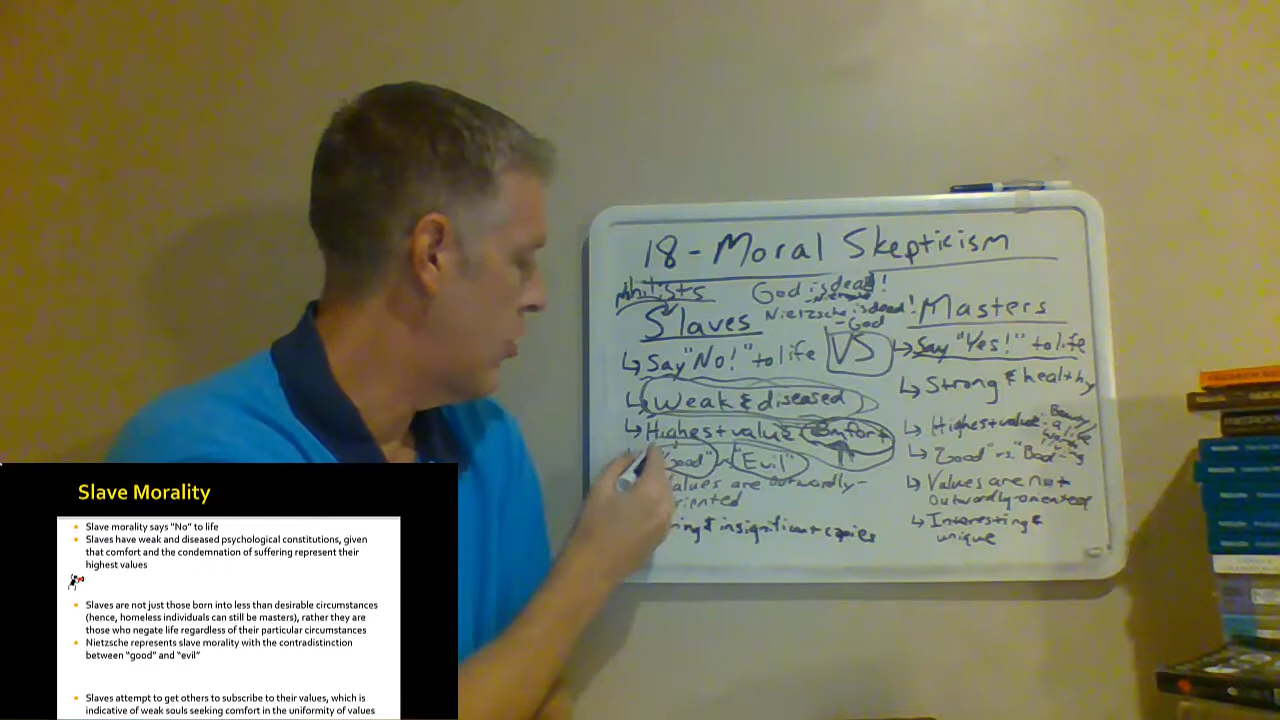 18 - Moral Skepticism
God is dead!
Nietzsche is dead!
- God
Slaves
VS
Masters
↳ Say "No!" to life
↳ Say "Yes!" to life
↳ Weak & diseased
↳ Strong & healthy
↳ Highest value: Comfort
↳ Highest value: Beauty,
"Good" vs "Evil"
↳ "Good" vs. "Bad"
alues are outwardly-
riented
↳ Values are not
outwardly-oriented
ring & insignificant copies
↳ Interesting &
unique
Slave Morality
Slave morality says "No" to life
Slaves have weak and diseased psychological constitutions, given
that comfort and the condemnation of suffering represent their
highest values
Slaves are not just those born into less than desirable circumstances
(hence, homeless individuals can still be masters), rather they are
those who negate life regardless of their particular circumstances
Nietzsche represents slave morality with the contradistinction
between "good" and "evil"
Slaves attempt to get others to subscribe to their values, which is
indicative of weak souls seeking comfort in the uniformity of values